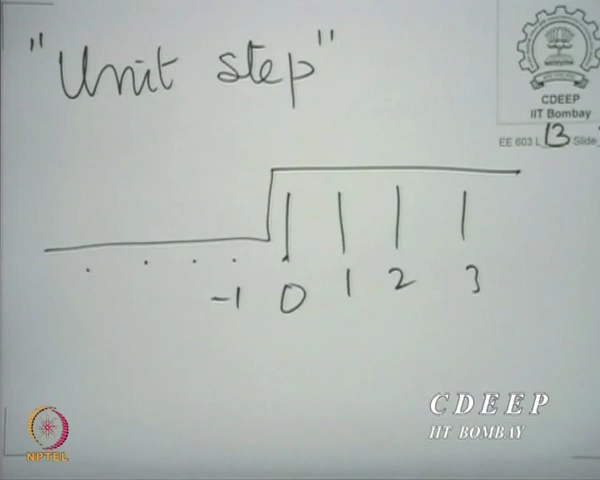 "Unit step"
CDEEP
IIT Bombay
EE 603 L 13 Slide
-1 0 1 2 3
CDEEP
IIT BOMBAY
NPTEL